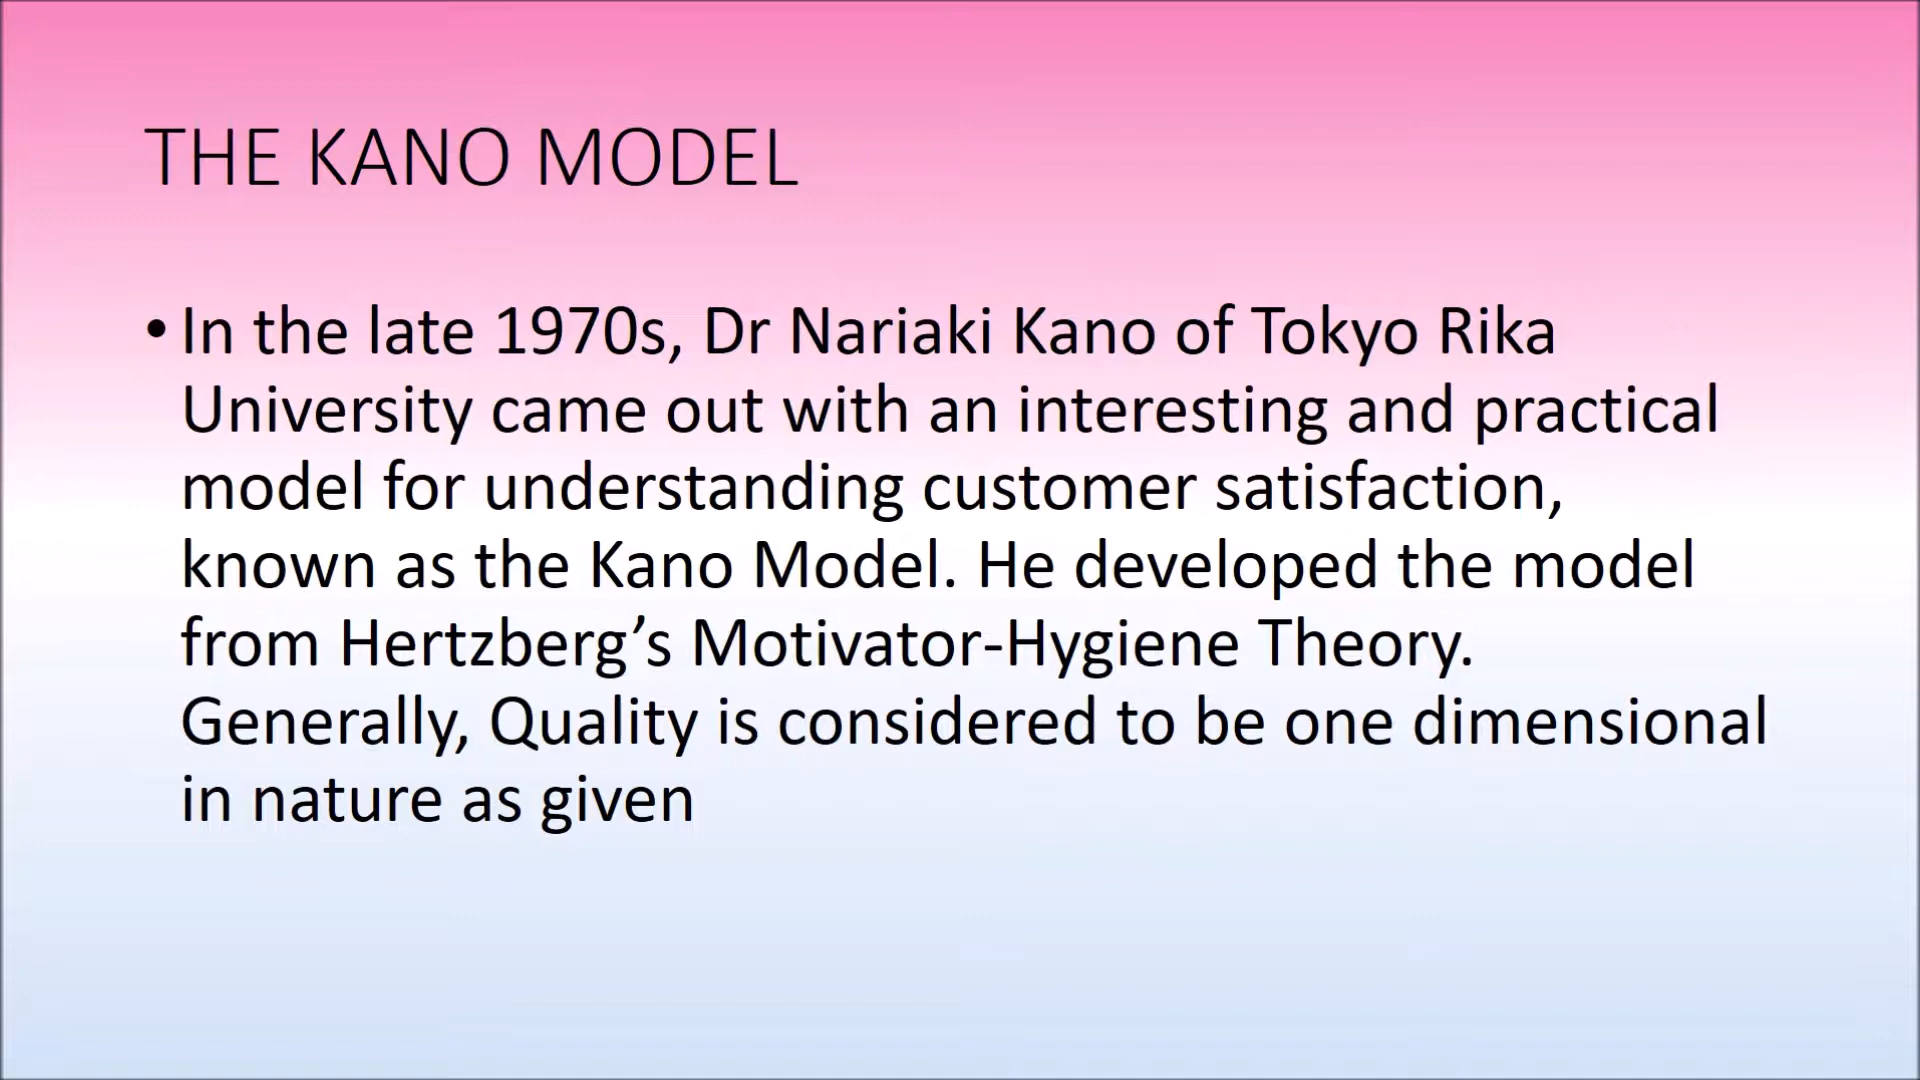 THE KANO MODEL
• In the late 1970s, Dr Nariaki Kano of Tokyo Rika
University came out with an interesting and practical
model for understanding customer satisfaction,
known as the Kano Model. He developed the model
from Hertzberg’s Motivator-Hygiene Theory.
Generally, Quality is considered to be one dimensional
in nature as given